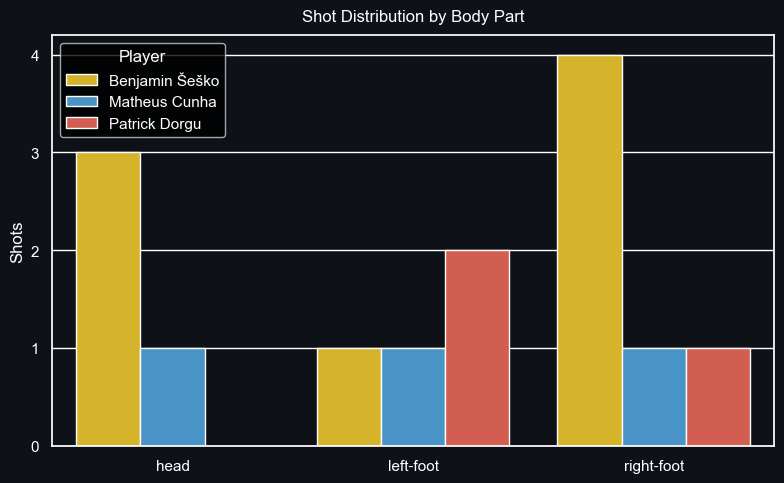 Shot Distribution by Body Part
Player
Benjamin Šeško
Matheus Cunha
Patrick Dorgu
Shots
4
3
2
1
0
head
left-foot
right-foot